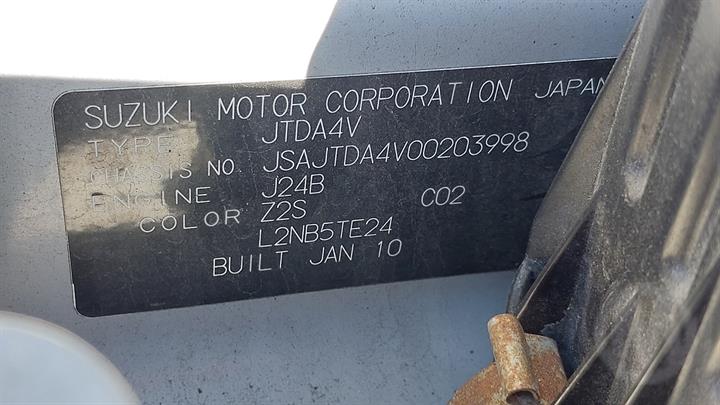 SUZUKI MOTOR CORPORATION JAPAN
TYPE JTDA4V
CHASSIS NO. JSAJTDA4V00203998
ENGINE J24B
COLOR Z2S C02
L2NB5TE24
BUILT JAN 10